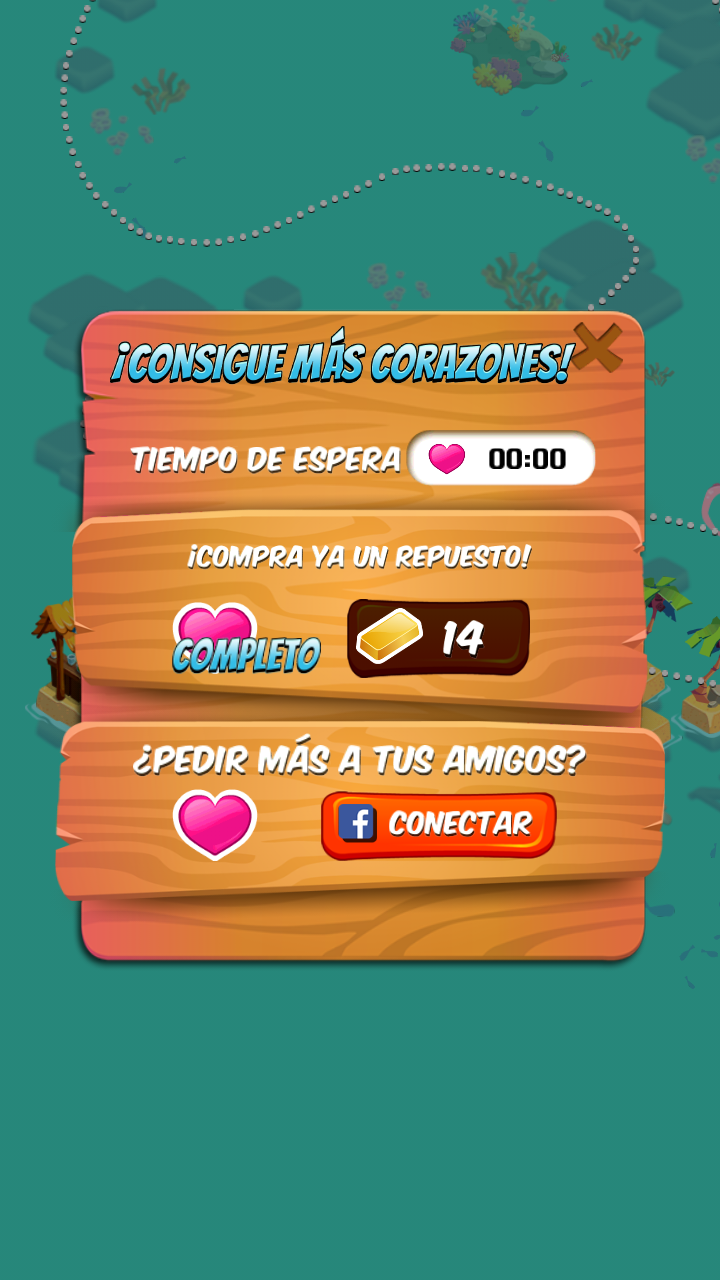 ¡CONSIGUE MÁS CORAZONES!
TIEMPO DE ESPERA 00:00
¡COMPRA YA UN REPUESTO!
COMPLETO 14
¿PEDIR MÁS A TUS AMIGOS?
f CONECTAR